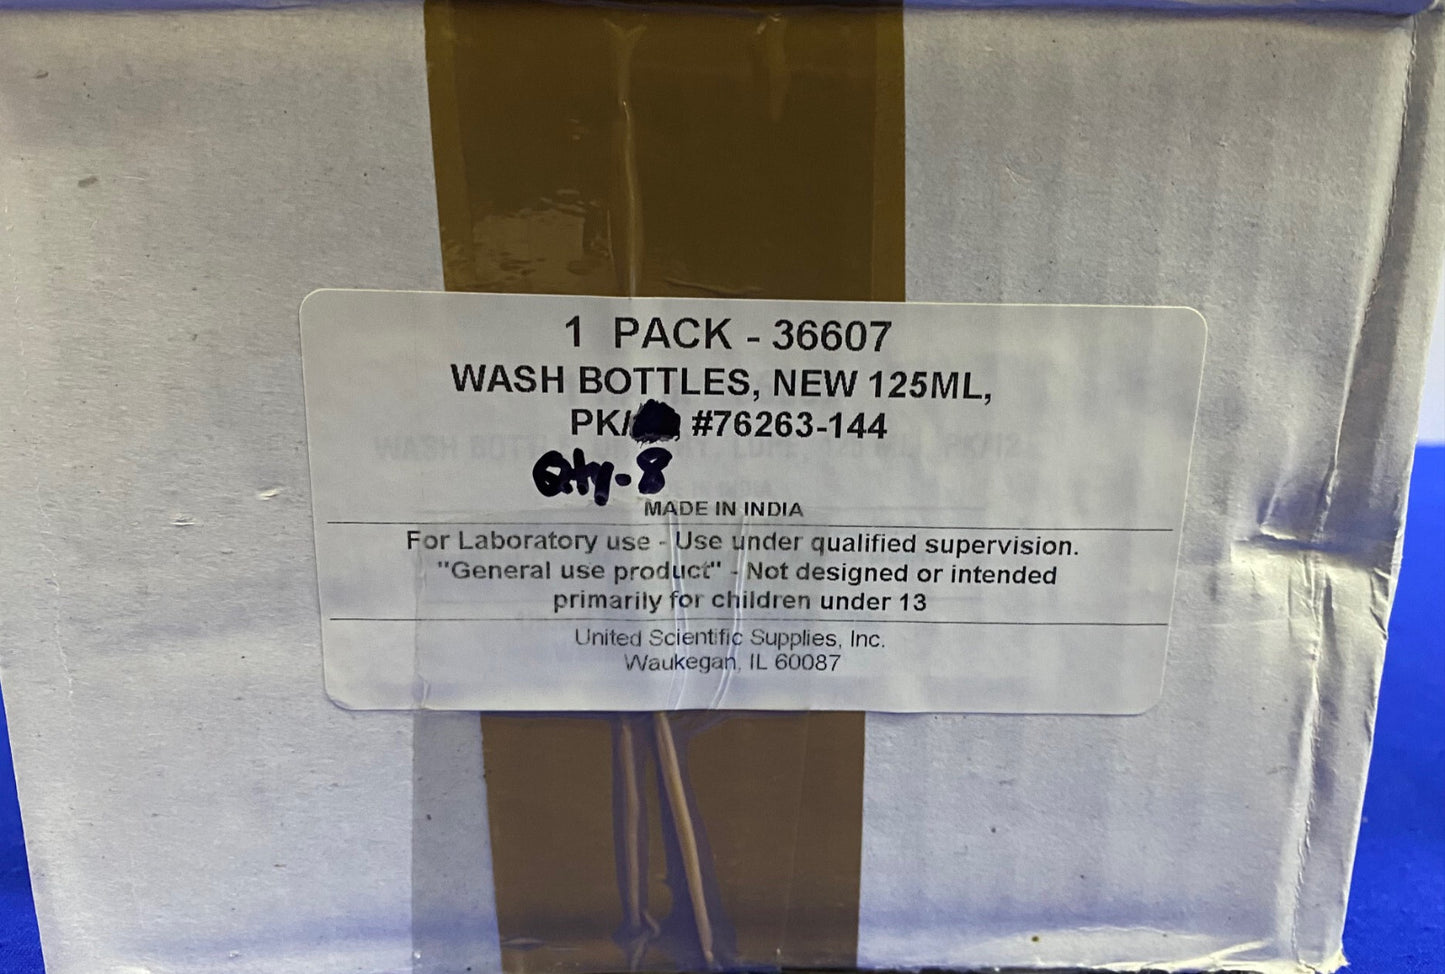 1 PACK - 36607
WASH BOTTLES, NEW 125ML,
PK/ #76263-144
Qty-8
MADE IN INDIA
For Laboratory use - Use under qualified supervision.
"General use product" - Not designed or intended
primarily for children under 13
United Scientific Supplies, Inc.
Waukegan, IL 60087